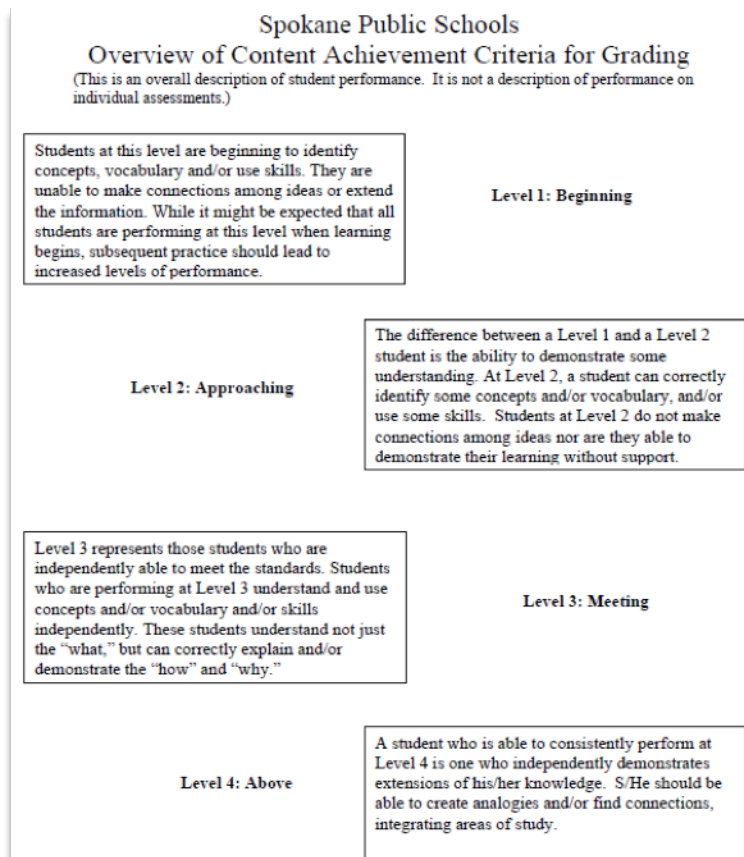 Spokane Public Schools
Overview of Content Achievement Criteria for Grading
(This is an overall description of student performance.  It is not a description of performance on
individual assessments.)
Students at this level are beginning to identify
concepts, vocabulary and/or use skills. They are
unable to make connections among ideas or extend
the information. While it might be expected that all
students are performing at this level when learning
begins, subsequent practice should lead to
increased levels of performance.
Level 1: Beginning
Level 2: Approaching
The difference between a Level 1 and a Level 2
student is the ability to demonstrate some
understanding. At Level 2, a student can correctly
identify some concepts and/or vocabulary, and/or
use some skills.  Students at Level 2 do not make
connections among ideas nor are they able to
demonstrate their learning without support.
Level 3 represents those students who are
independently able to meet the standards. Students
who are performing at Level 3 understand and use
concepts and/or vocabulary and/or skills
independently. These students understand not just
the “what,” but can correctly explain and/or
demonstrate the “how” and “why.”
Level 3: Meeting
Level 4: Above
A student who is able to consistently perform at
Level 4 is one who independently demonstrates
extensions of his/her knowledge.  S/He should be
able to create analogies and/or find connections,
integrating areas of study.